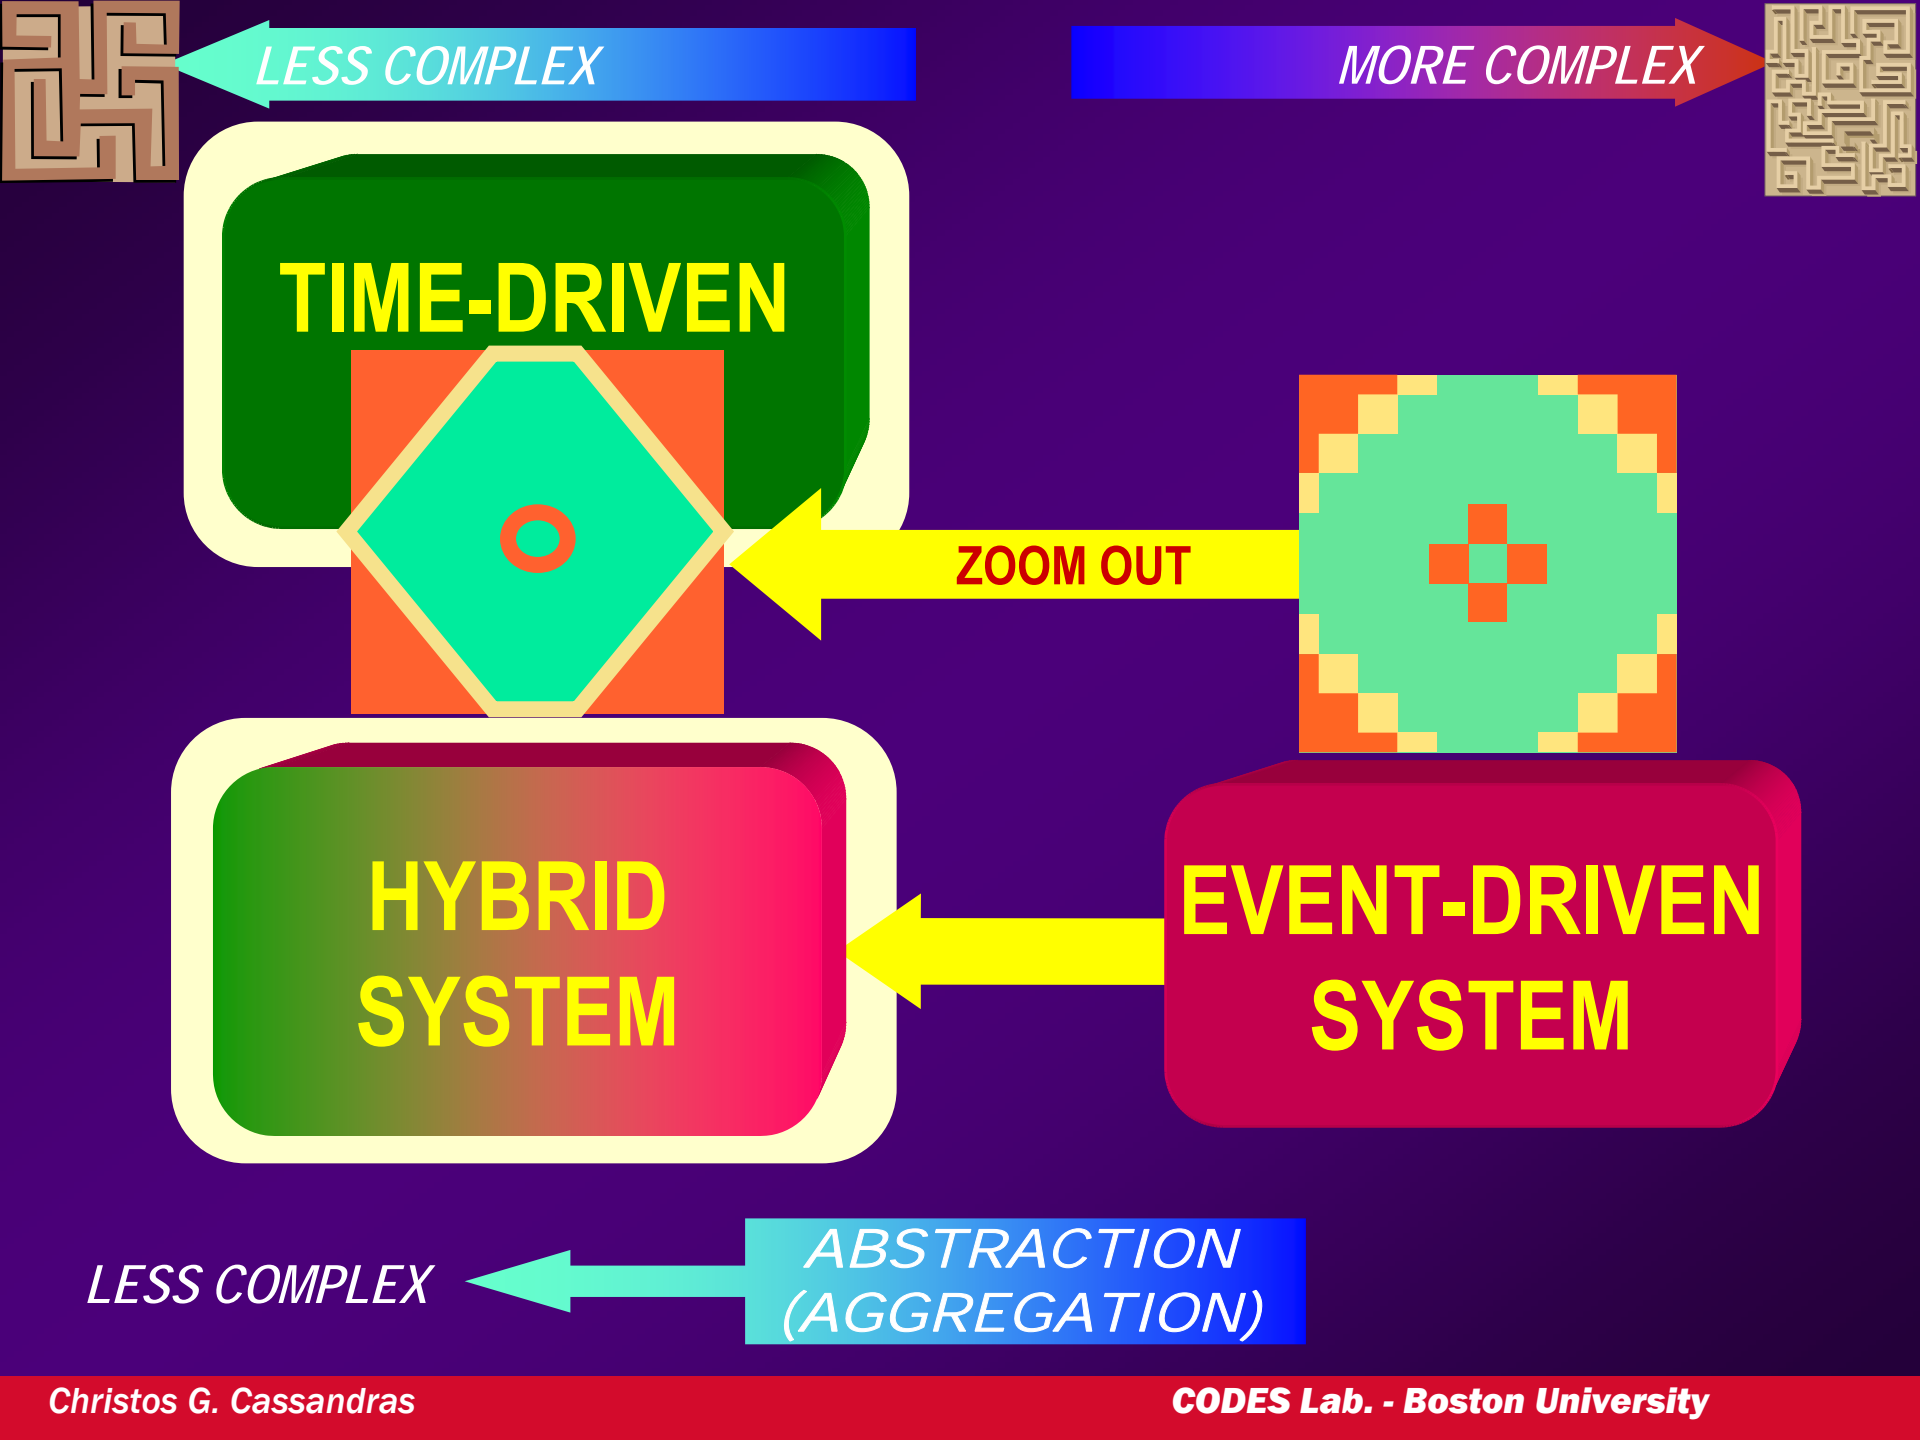 LESS COMPLEX
MORE COMPLEX
TIME-DRIVEN
ZOOM OUT
HYBRID
SYSTEM
EVENT-DRIVEN
SYSTEM
LESS COMPLEX
ABSTRACTION
(AGGREGATION)
Christos G. Cassandras
CODES Lab. - Boston University